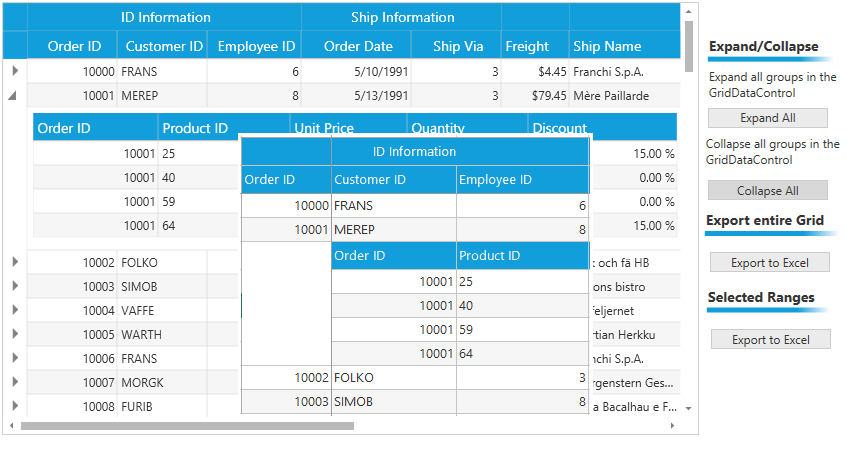 ID Information Ship Information
Order ID Customer ID Employee ID Order Date Ship Via Freight Ship Name
10000 FRANS 6 5/10/1991 3 $4.45 Franchi S.p.A.
10001 MEREP 8 5/13/1991 3 $79.45 Mère Paillarde
Order ID Product ID Unit Price Quantity Discount
10001 25 15.00 %
10001 40 0.00 %
10001 59 0.00 %
10001 64 15.00 %
10002 FOLKO t och fä HB
10003 SIMOB ons bistro
10004 VAFFE feljernet
10005 WARTH rtian Herkku
10006 FRANS nchi S.p.A.
10007 MORGK rgenstern Ges...
10008 FURIB a Bacalhau e F...
ID Information
Order ID Customer ID Employee ID
10000 FRANS 6
10001 MEREP 8
Order ID Product ID
10001 25
10001 40
10001 59
10001 64
10002 FOLKO 3
10003 SIMOB 8
Expand/Collapse
Expand all groups in the
GridDataControl
Expand All
Collapse all groups in the
GridDataControl
Collapse All
Export entire Grid
Export to Excel
Selected Ranges
Export to Excel